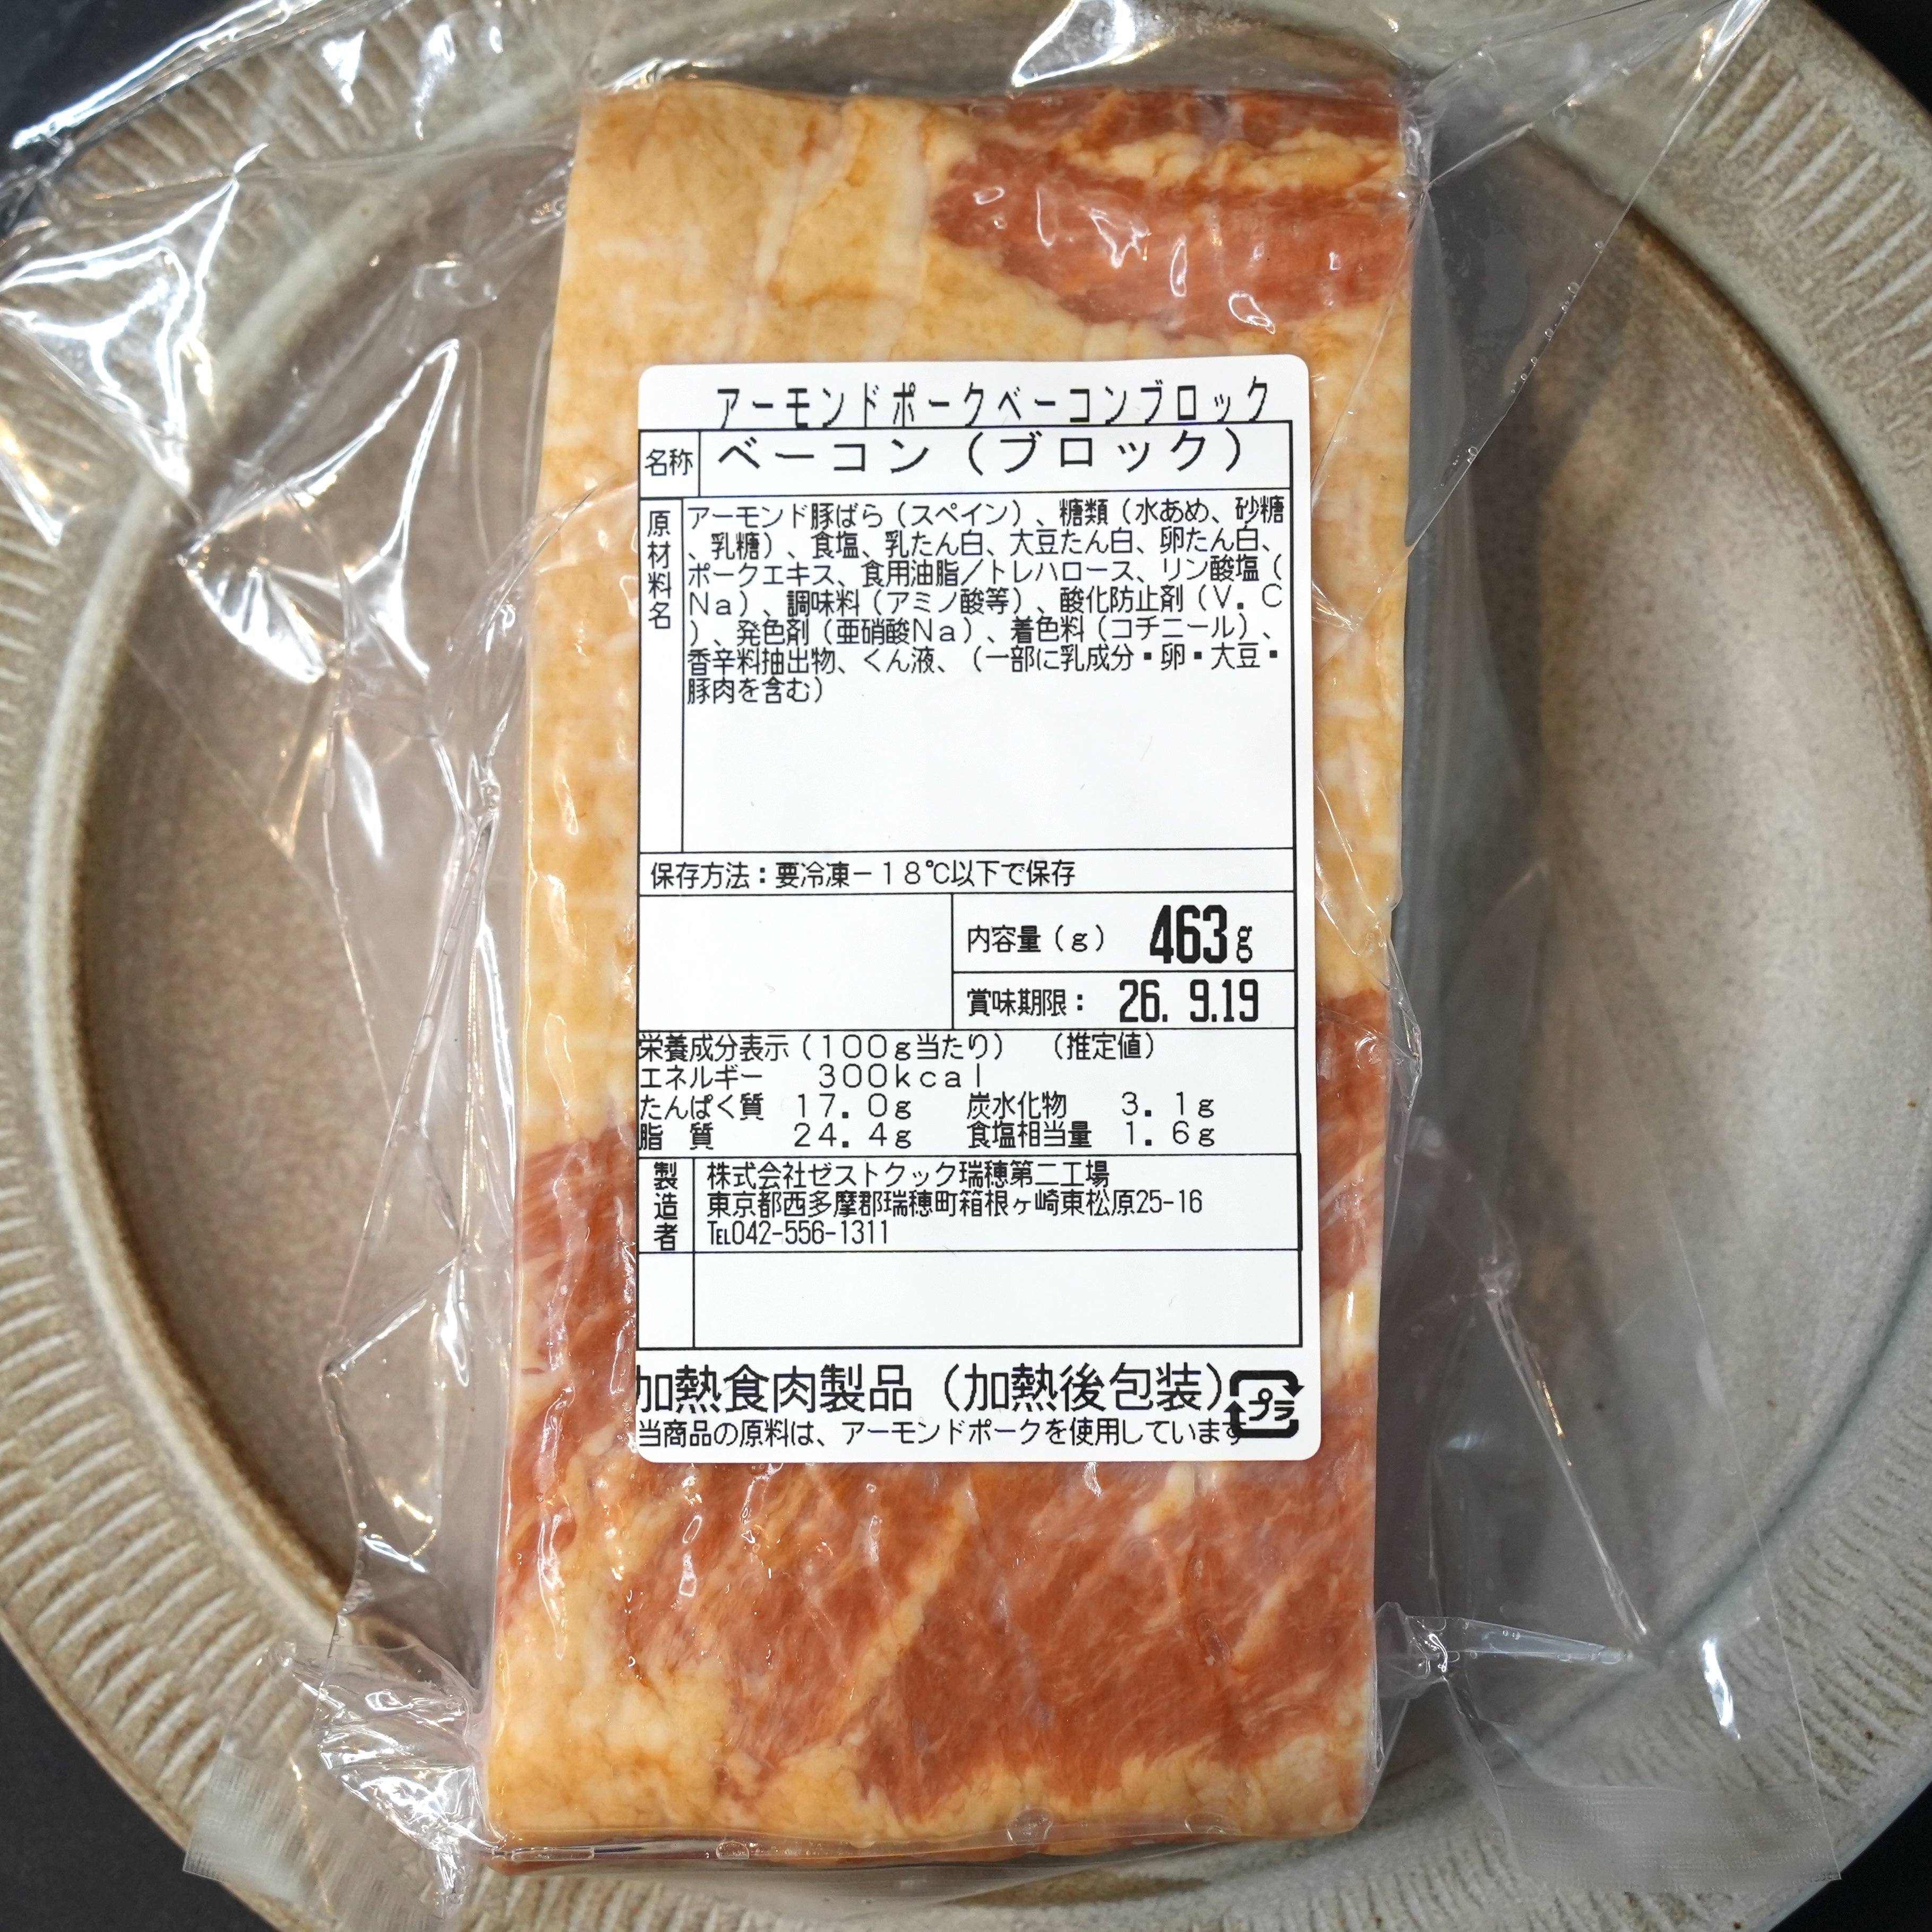 アーモンドポークベーコンブロック
名称 ベーコン（ブロック）
原材料名
アーモンド豚ばら（スペイン）、糖類（水あめ、砂糖
、乳糖）、食塩、乳たん白、大豆たん白、卵たん白、
ポークエキス、食用油脂／トレハロース、リン酸塩（
Ｎａ）、調味料（アミノ酸等）、酸化防止剤（Ｖ．Ｃ
）、発色剤（亜硝酸Ｎａ）、着色料（コチニール）、
香辛料抽出物、くん液、（一部に乳成分・卵・大豆・
豚肉を含む）
保存方法：要冷凍－１８℃以下で保存
内容量（ｇ） 463g
賞味期限： 26. 9.19
栄養成分表示（１００ｇ当たり） （推定値）
エネルギー ３００ｋｃａｌ
たんぱく質 １７．０ｇ 炭水化物 ３．１ｇ
脂 質 ２４．４ｇ 食塩相当量 １．６ｇ
製造者
株式会社ゼストクック瑞穂第二工場
東京都西多摩郡瑞穂町箱根ヶ崎東松原25-16
℡042-556-1311
加熱食肉製品（加熱後包装）
プラ
当商品の原料は、アーモンドポークを使用しています